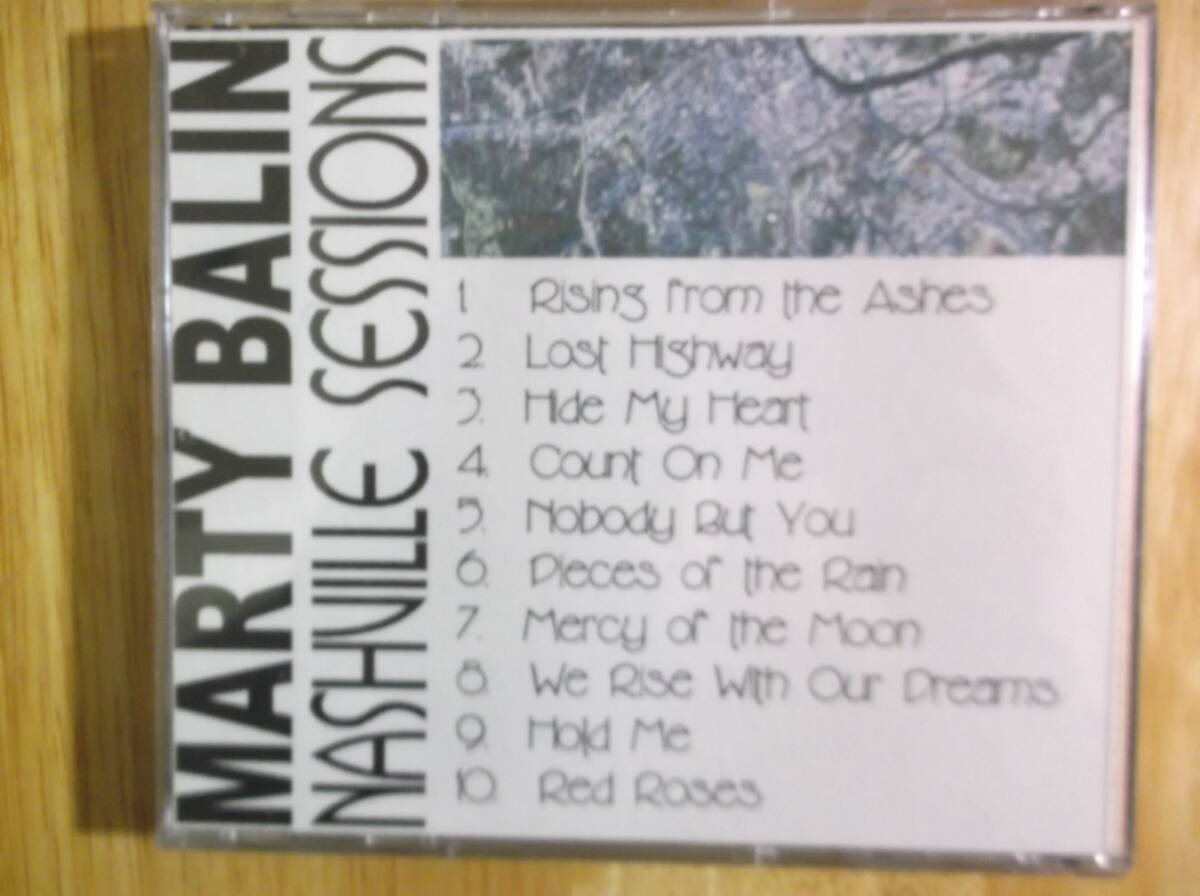 MARTY BALIN
NASHVILLE SESSIONS
1 Rising from the Ashes
2. Lost Highway
3. Hide My Heart
4. Count On Me
5. Nobody But You
6. Pieces of the Rain
7. Mercy of the Moon
8. We Rise With Our Dreams
9. Hold Me
10. Red Roses